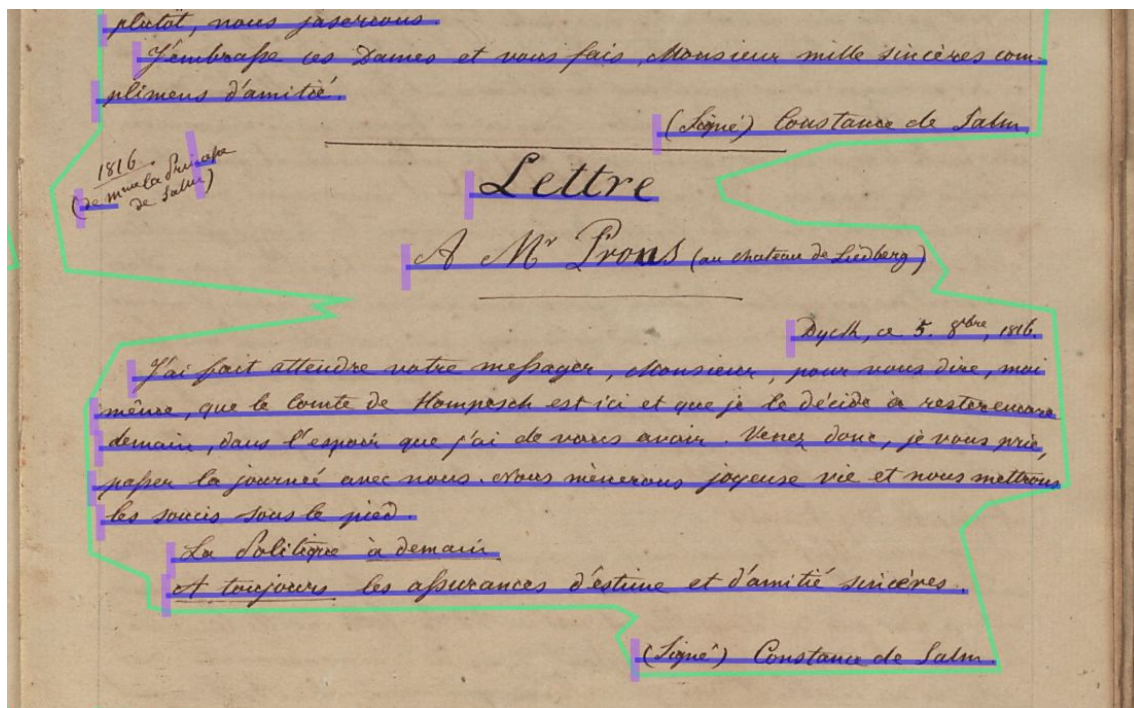 plutôt, nous jaserions.
J'embrasse ces Dames et vous fais, Monsieur mille sincères com-
plimens d'amitié.
(Signé) Constance de Salm.
1816.
(de mme la Princesse
de Salm)
Lettre
A Mr Prons (au chateau de Liedberg)
Dyck, ce 5. 8bre, 1816.
J'ai fait attendre votre messager, Monsieur, pour vous dire, moi
même, que le Comte de Hompesch est ici et que je le décide à rester encore
demain, dans l'espoir que j'ai de vous avoir. Venez donc, je vous prie,
passer la journée avec nous. Nous mènerons joyeuse vie et nous mettrons
les soucis sous le pied.
La Politique à demain
A toujours les assurances d'estime et d'amitié sincères.
(Signé) Constance de Salm.